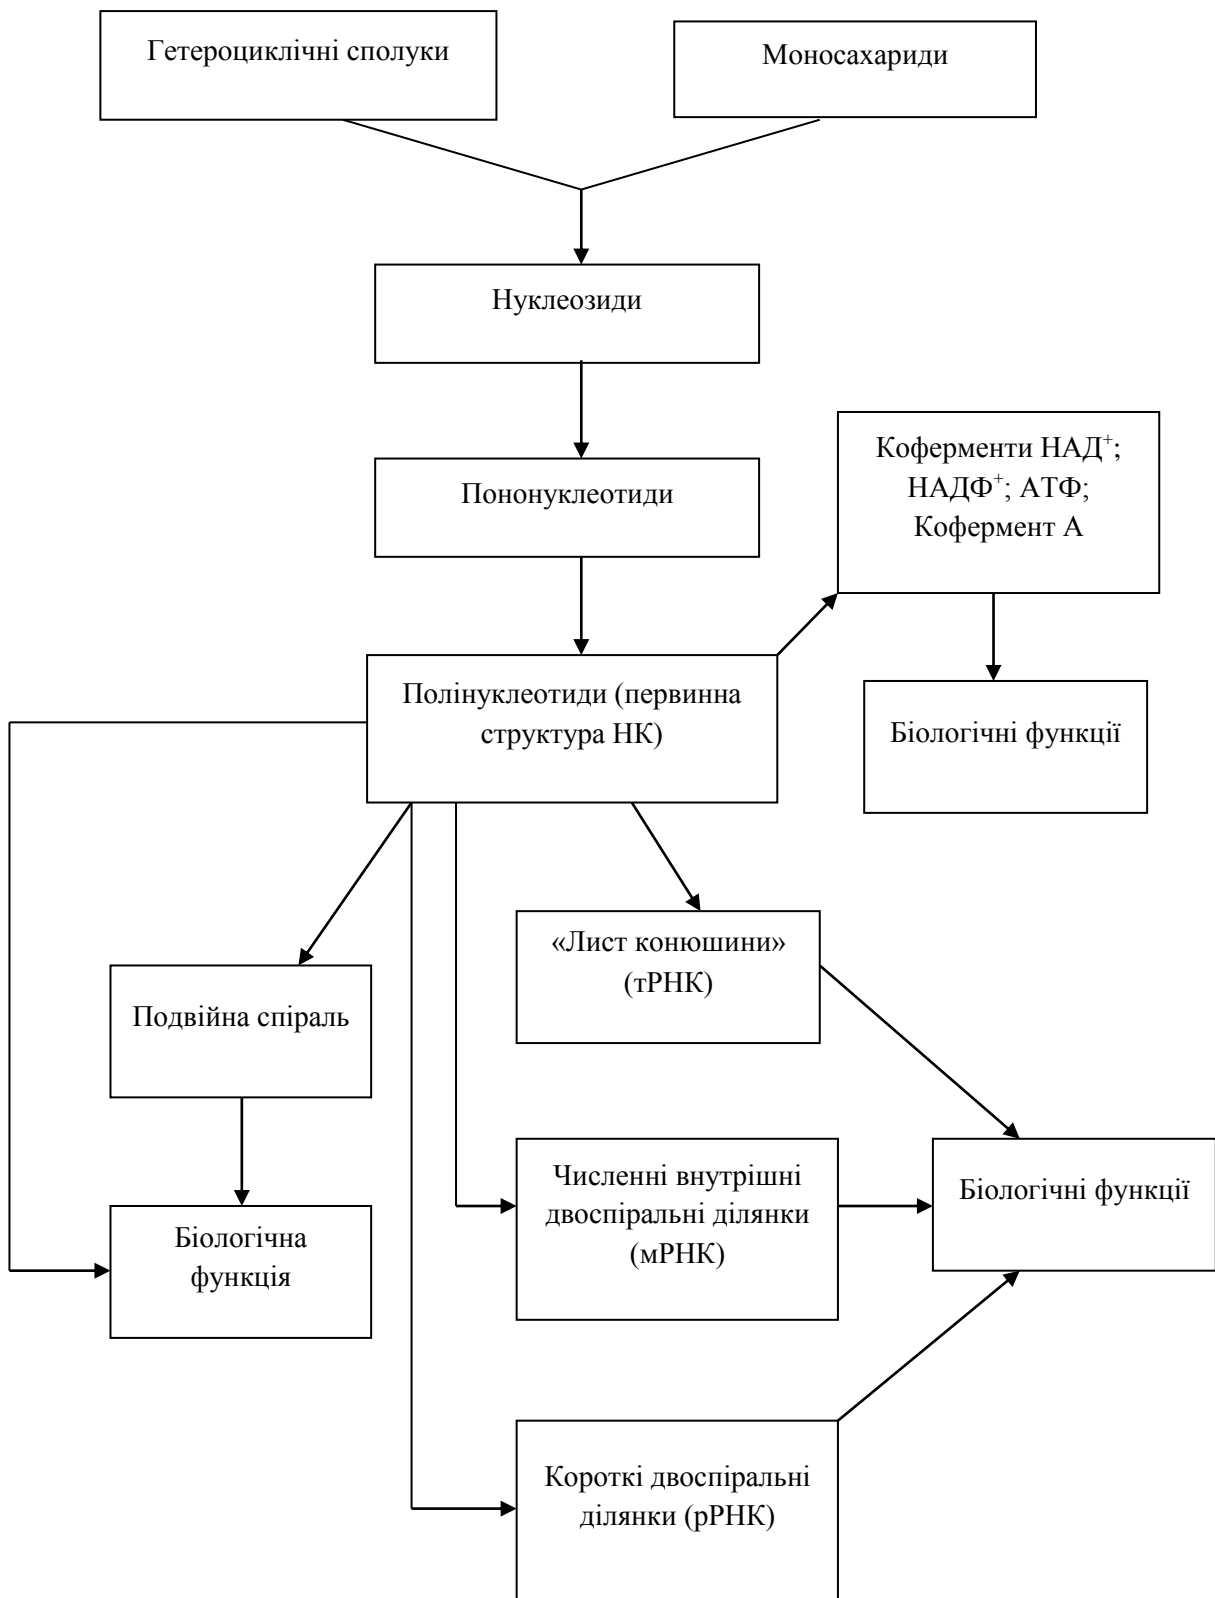 Гетероциклічні сполуки
Моносахариди
Нуклеозиди
Пононуклеотиди
Коферменти НАД⁺;
НАДФ⁺; АТФ;
Кофермент А
Полінуклеотиди (первинна
структура НК)
Біологічні функції
«Лист конюшини»
(тРНК)
Подвійна спіраль
Численні внутрішні
двоспіральні ділянки
(мРНК)
Біологічні функції
Біологічна
функція
Короткі двоспіральні
ділянки (рРНК)